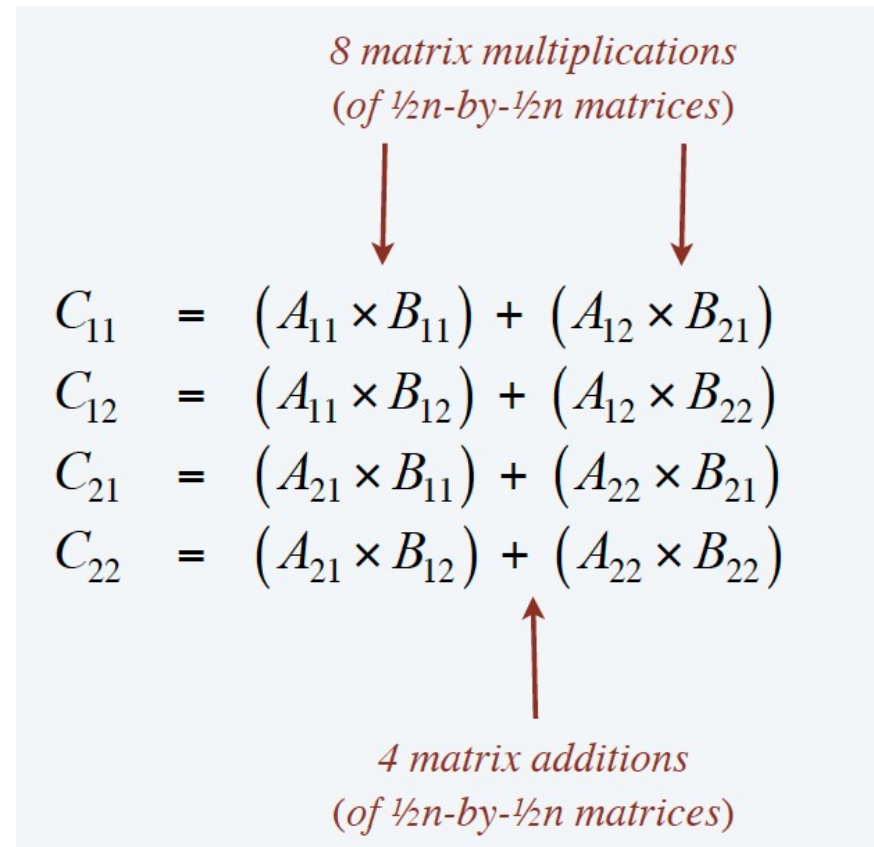 8 matrix multiplications
(of ½n-by-½n matrices)
C₁₁ = (A₁₁ × B₁₁) + (A₁₂ × B₂₁)
C₁₂ = (A₁₁ × B₁₂) + (A₁₂ × B₂₂)
C₂₁ = (A₂₁ × B₁₁) + (A₂₂ × B₂₁)
C₂₂ = (A₂₁ × B₁₂) + (A₂₂ × B₂₂)
4 matrix additions
(of ½n-by-½n matrices)